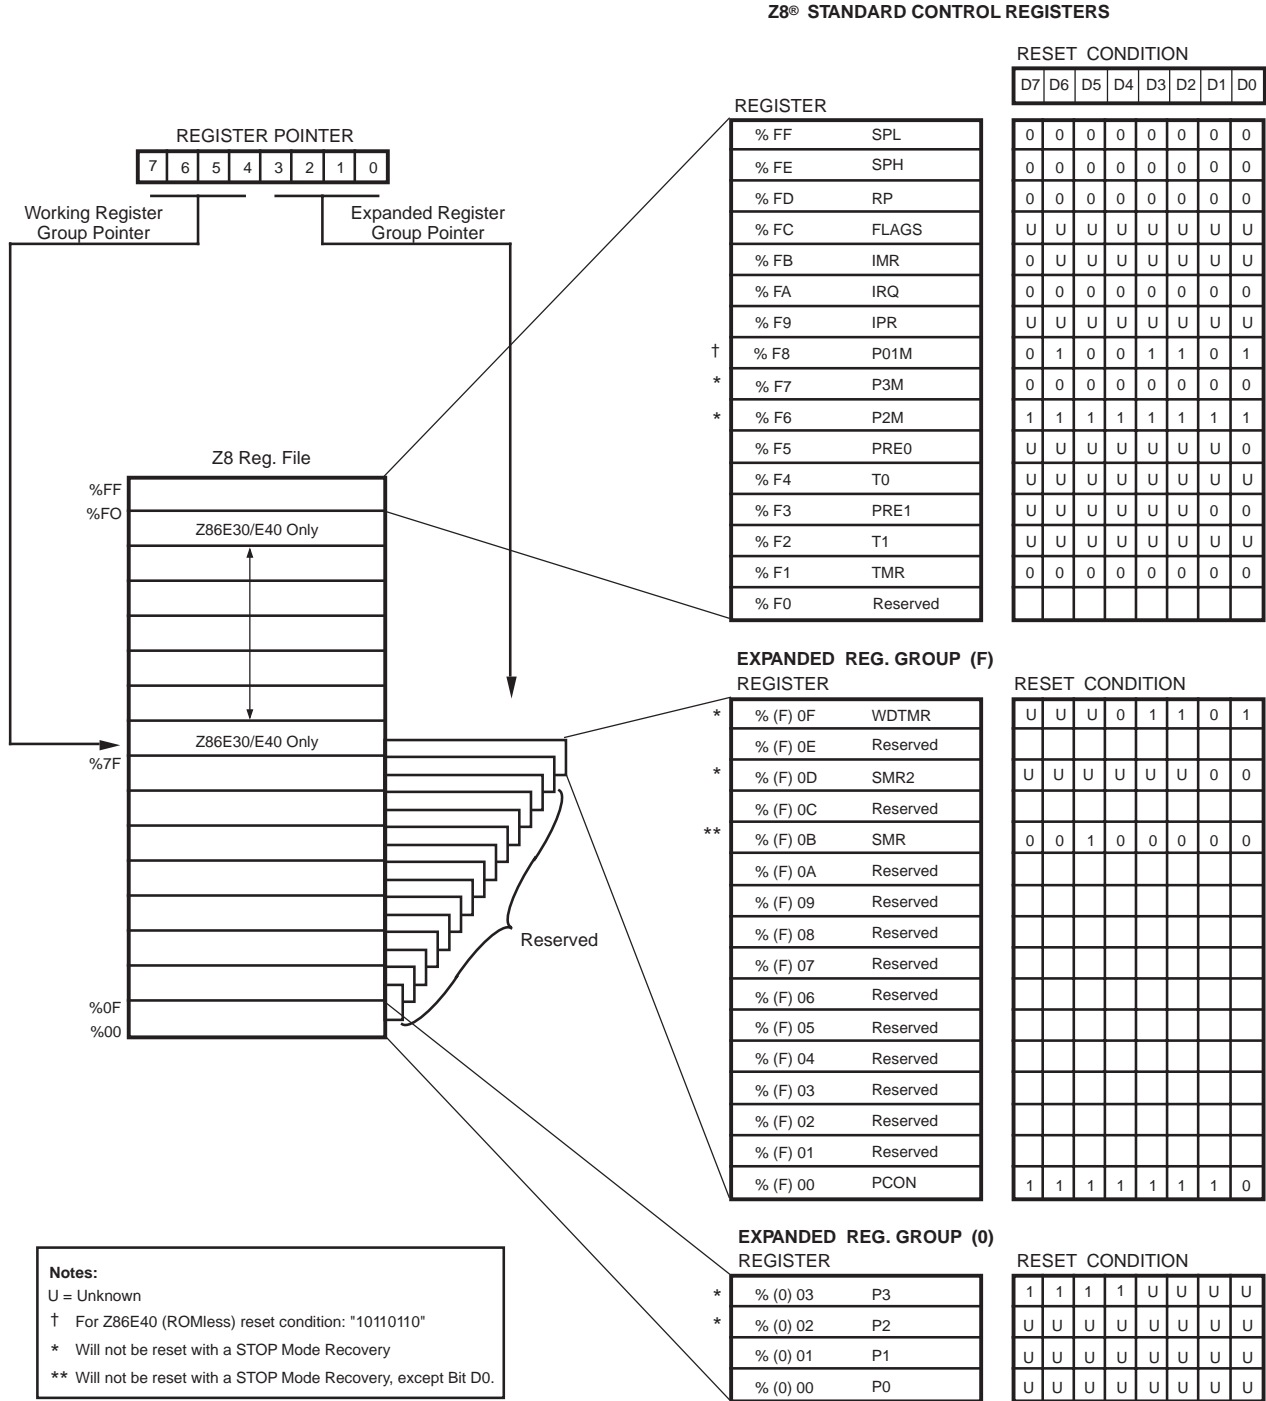 Z8® STANDARD CONTROL REGISTERS
RESET CONDITION
D7 D6 D5 D4 D3 D2 D1 D0
REGISTER
% FF SPL 0 0 0 0 0 0 0 0
% FE SPH 0 0 0 0 0 0 0 0
% FD RP 0 0 0 0 0 0 0 0
% FC FLAGS U U U U U U U U
% FB IMR 0 U U U U U U U
% FA IRQ 0 0 0 0 0 0 0 0
% F9 IPR U U U U U U U U
† % F8 P01M 0 1 0 0 1 1 0 1
* % F7 P3M 0 0 0 0 0 0 0 0
* % F6 P2M 1 1 1 1 1 1 1 1
% F5 PRE0 U U U U U U U 0
% F4 T0 U U U U U U U U
% F3 PRE1 U U U U U U 0 0
% F2 T1 U U U U U U U U
% F1 TMR 0 0 0 0 0 0 0 0
% F0 Reserved
REGISTER POINTER
7 6 5 4 3 2 1 0
Working Register
Group Pointer
Expanded Register
Group Pointer
Z8 Reg. File
%FF
%FO
Z86E30/E40 Only
Z86E30/E40 Only
%7F
Reserved
%0F
%00
EXPANDED REG. GROUP (F)
REGISTER
RESET CONDITION
* % (F) 0F WDTMR U U U 0 1 1 0 1
% (F) 0E Reserved
* % (F) 0D SMR2 U U U U U U 0 0
% (F) 0C Reserved
** % (F) 0B SMR 0 0 1 0 0 0 0 0
% (F) 0A Reserved
% (F) 09 Reserved
% (F) 08 Reserved
% (F) 07 Reserved
% (F) 06 Reserved
% (F) 05 Reserved
% (F) 04 Reserved
% (F) 03 Reserved
% (F) 02 Reserved
% (F) 01 Reserved
% (F) 00 PCON 1 1 1 1 1 1 1 0
EXPANDED REG. GROUP (0)
REGISTER
RESET CONDITION
* % (0) 03 P3 1 1 1 1 U U U U
* % (0) 02 P2 U U U U U U U U
% (0) 01 P1 U U U U U U U U
% (0) 00 P0 U U U U U U U U
Notes:
U = Unknown
† For Z86E40 (ROMless) reset condition: "10110110"
* Will not be reset with a STOP Mode Recovery
** Will not be reset with a STOP Mode Recovery, except Bit D0.